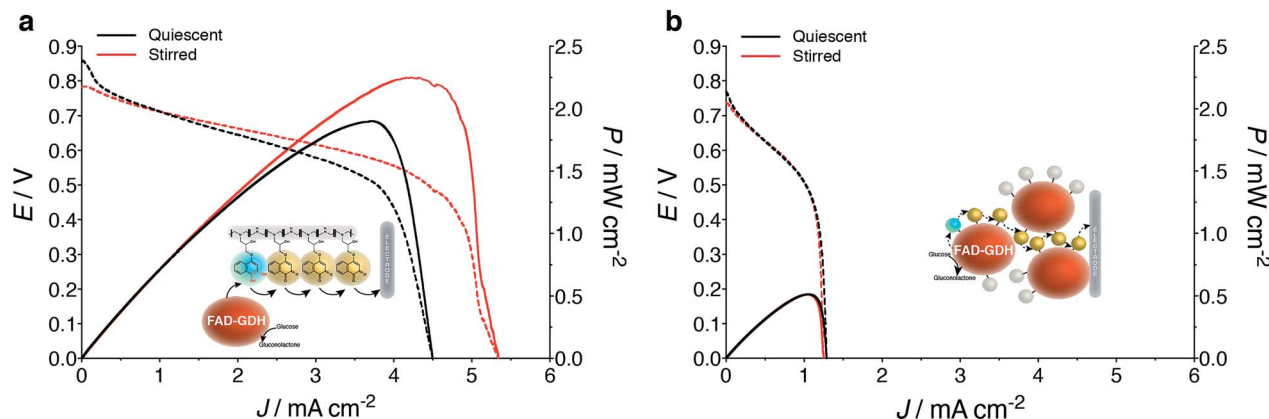 a
Quiescent
Stirred
0.9
0.8
0.7
0.6
0.5
0.4
0.3
0.2
0.1
0.0
E / V
2.5
2.0
1.5
1.0
0.5
0.0
P / mW cm-2
0
1
2
3
4
5
6
J / mA cm-2
FAD-GDH
Glucose
Gluconolactone
ELECTRODE
b
Quiescent
Stirred
0.9
0.8
0.7
0.6
0.5
0.4
0.3
0.2
0.1
0.0
E / V
2.5
2.0
1.5
1.0
0.5
0.0
P / mW cm-2
0
1
2
3
4
5
6
J / mA cm-2
Glucose
FAD-GDH
Gluconolactone
ELECTRODE